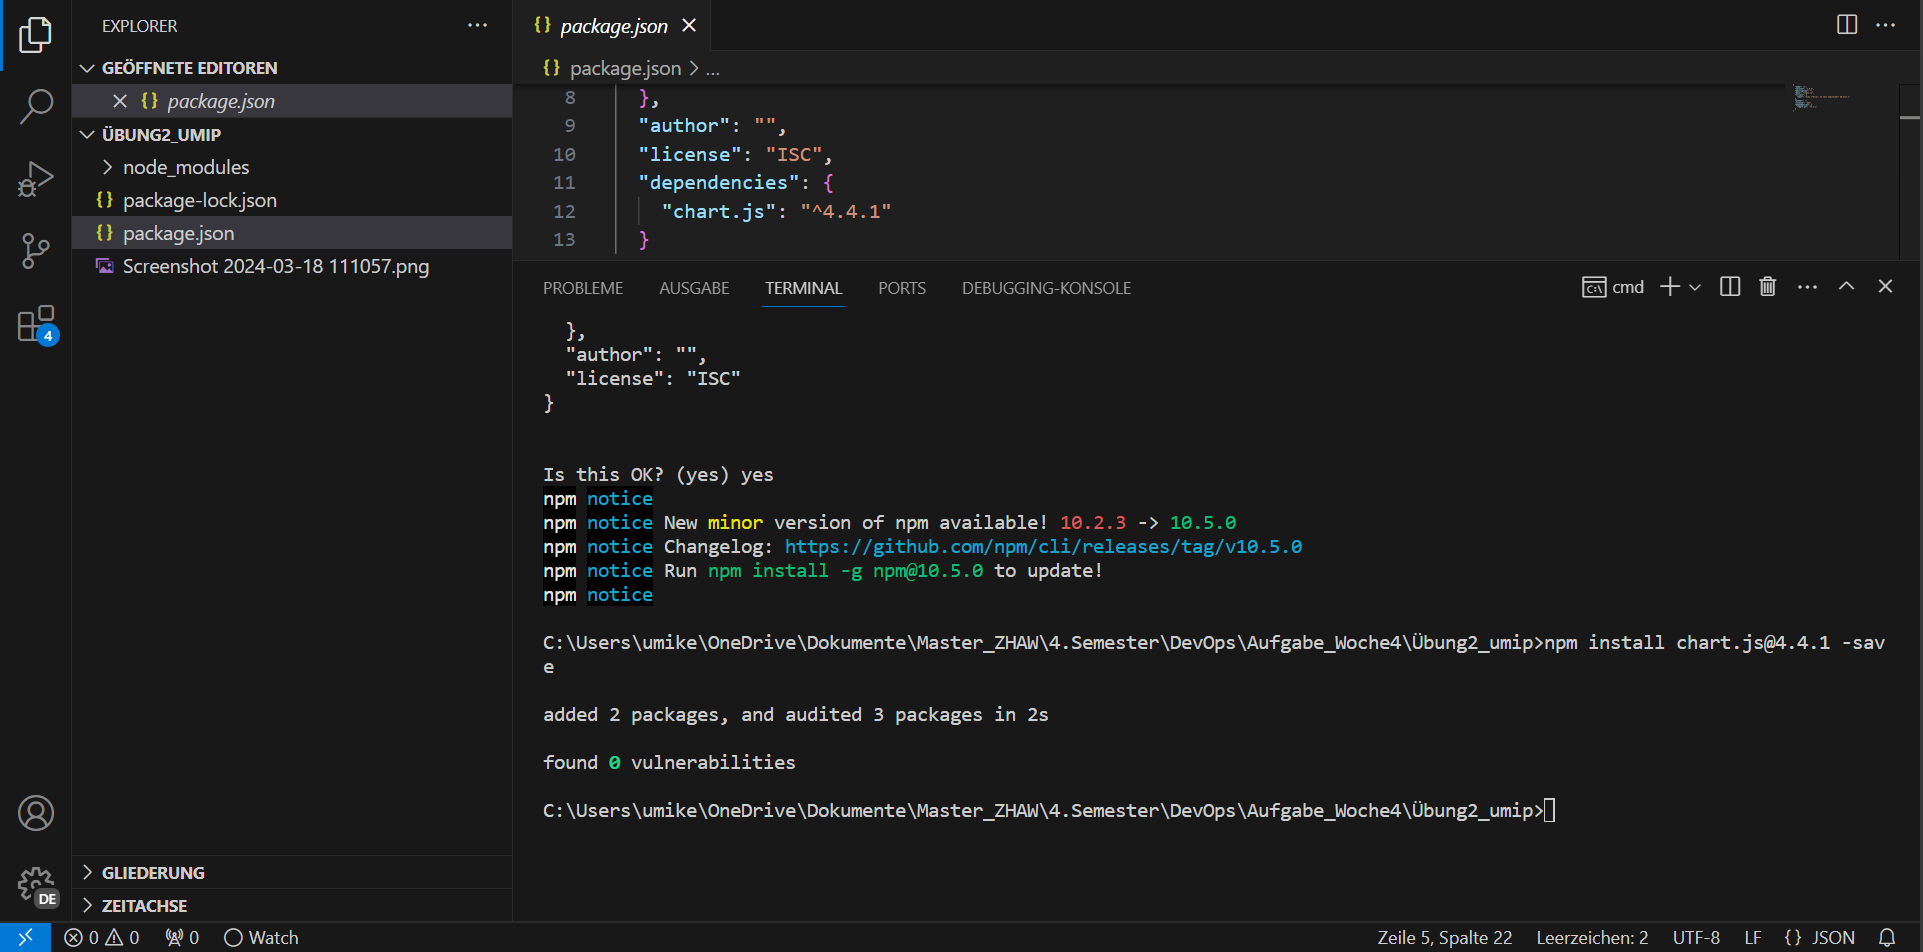 EXPLORER
GEÖFFNETE EDITOREN
package.json
ÜBUNG2_UMIP
node_modules
package-lock.json
package.json
Screenshot 2024-03-18 111057.png
GLIEDERUNG
ZEITACHSE
4
DE
{} package.json
{} package.json > ...
8 },
9 "author": "",
10 "license": "ISC",
11 "dependencies": {
12 "chart.js": "^4.4.1"
13 }
PROBLEME AUSGABE TERMINAL PORTS DEBUGGING-KONSOLE cmd
},
"author": "",
"license": "ISC"
}
Is this OK? (yes) yes
npm notice
npm notice New minor version of npm available! 10.2.3 -> 10.5.0
npm notice Changelog: https://github.com/npm/cli/releases/tag/v10.5.0
npm notice Run npm install -g npm@10.5.0 to update!
npm notice
C:\Users\umike\OneDrive\Dokumente\Master_ZHAW\4.Semester\DevOps\Aufgabe_Woche4\Übung2_umip>npm install chart.js@4.4.1 -sav
e
added 2 packages, and audited 3 packages in 2s
found 0 vulnerabilities
C:\Users\umike\OneDrive\Dokumente\Master_ZHAW\4.Semester\DevOps\Aufgabe_Woche4\Übung2_umip>
0 0 0 Watch Zeile 5, Spalte 22 Leerzeichen: 2 UTF-8 LF {} JSON